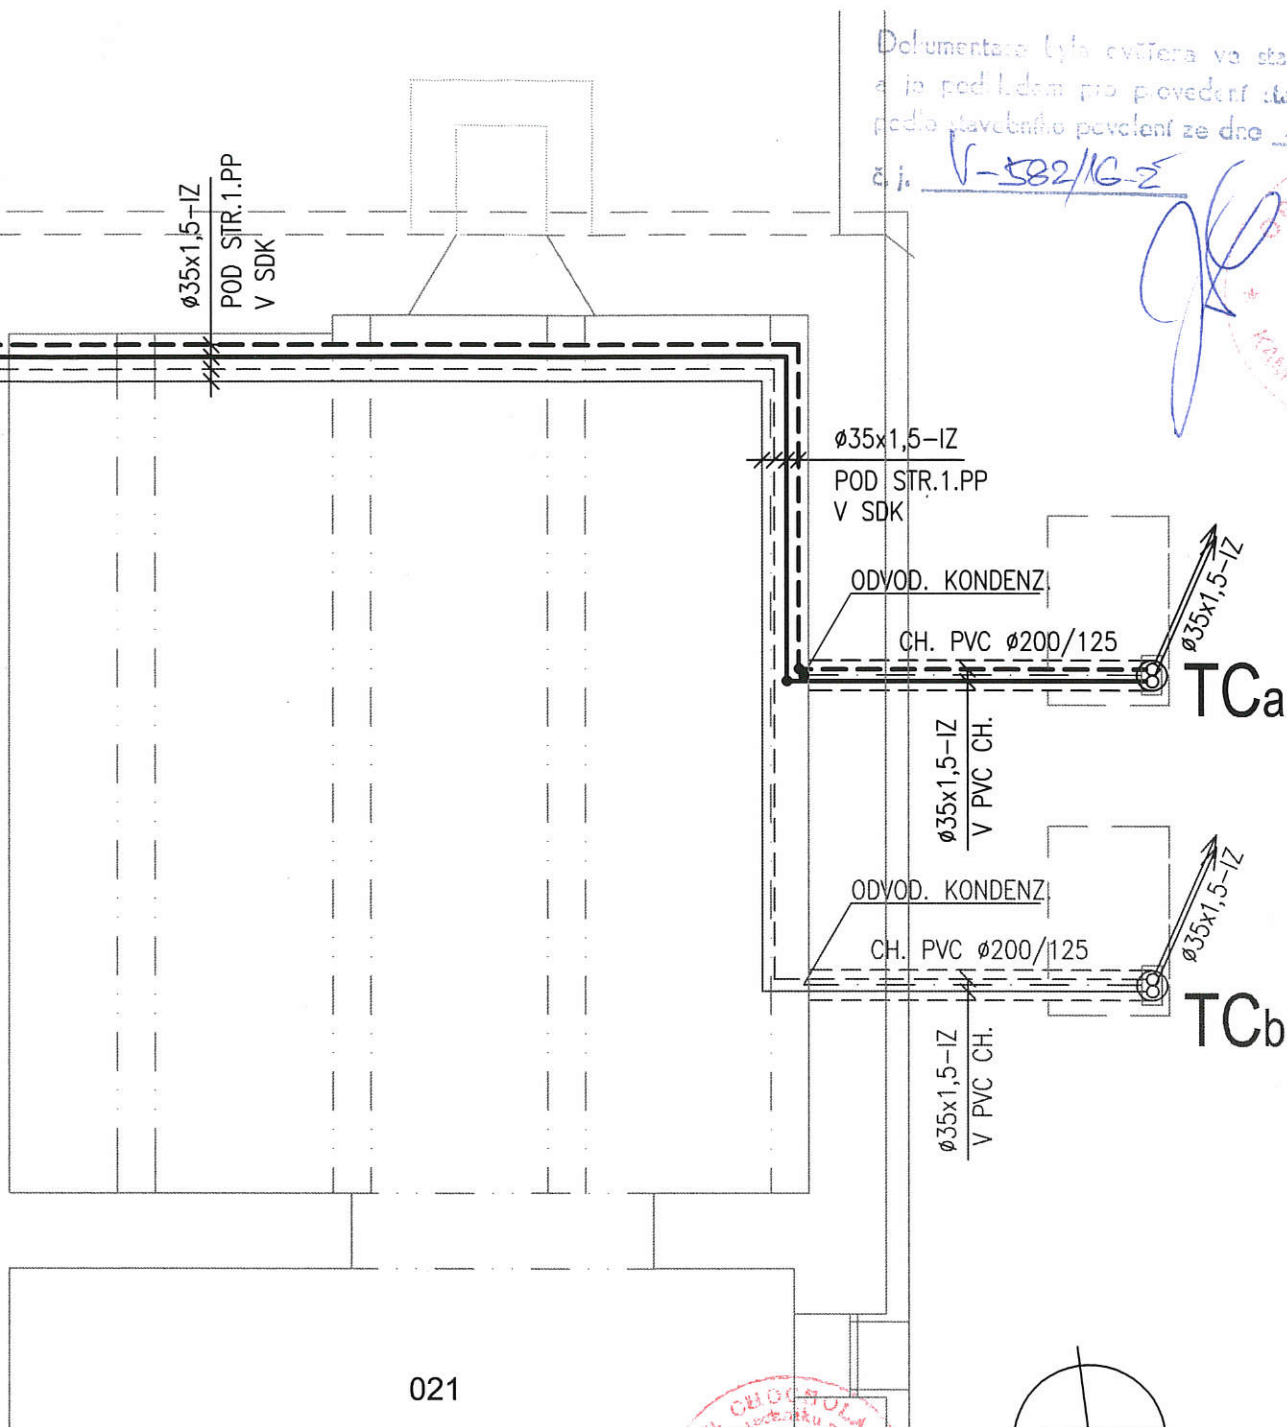 Dokumentace byla ověřena ve
a je podkladem pro provedení
podle stavebního povolení ze dne
č.j. V-582/16-Ž
ø35x1,5-IZ
POD STR.1.PP
V SDK
ø35x1,5-IZ
POD STR.1.PP
V SDK
ODVOD. KONDENZ.
CH. PVC ø200/125
ø35x1,5-IZ
TCa
ø35x1,5-IZ
V PVC CH.
ODVOD. KONDENZ.
CH. PVC ø200/125
ø35x1,5-IZ
TCb
ø35x1,5-IZ
V PVC CH.
021